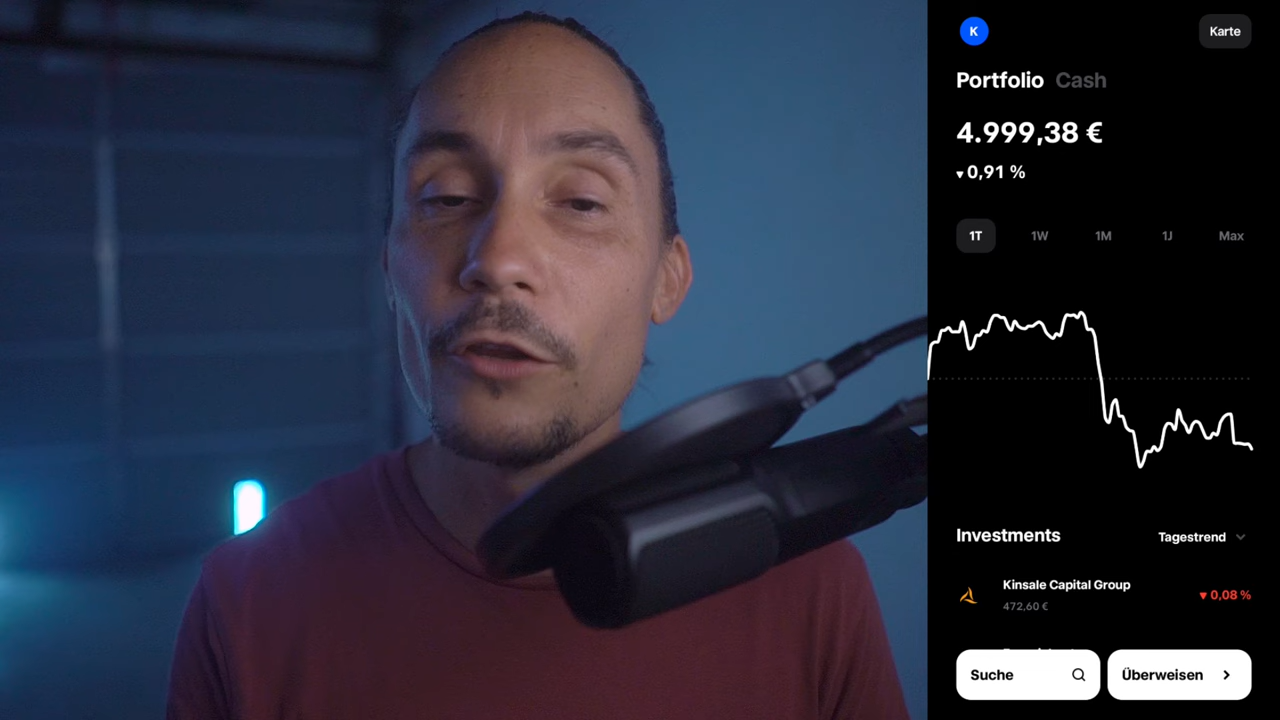 K
Karte
Portfolio Cash
4.999,38 €
▾ 0,91 %
1T 1W 1M 1J Max
Investments
Tagestrend
Kinsale Capital Group
472,60 €
▾ 0,08 %
Suche
Überweisen